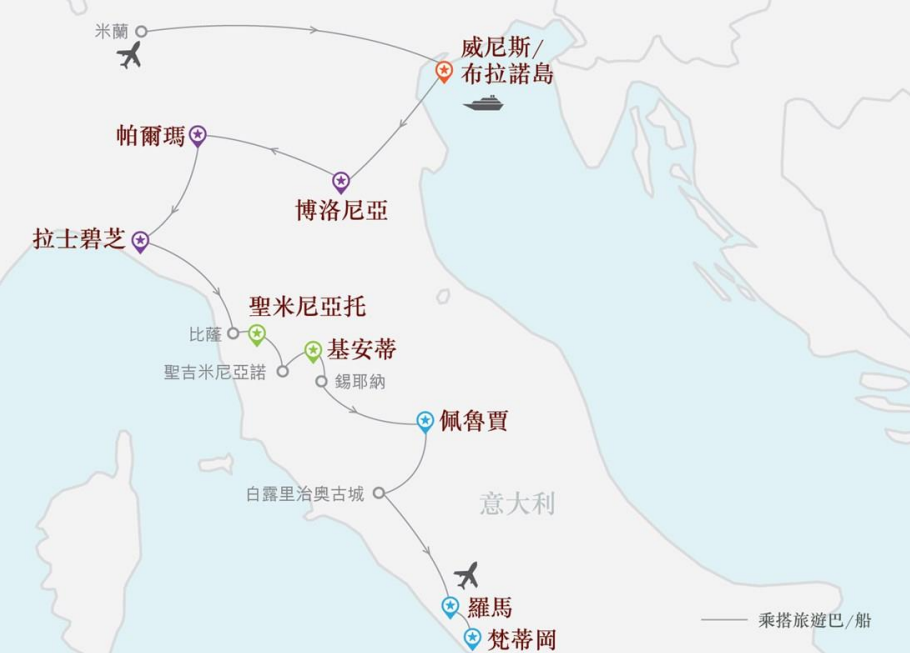 米蘭
威尼斯/
布拉諾島
帕爾瑪
博洛尼亞
拉士碧芝
聖米尼亞托
比薩
基安蒂
聖吉米尼亞諾
錫耶納
佩魯賈
白露里治奧古城
意大利
羅馬
乘搭旅遊巴/船
梵蒂岡